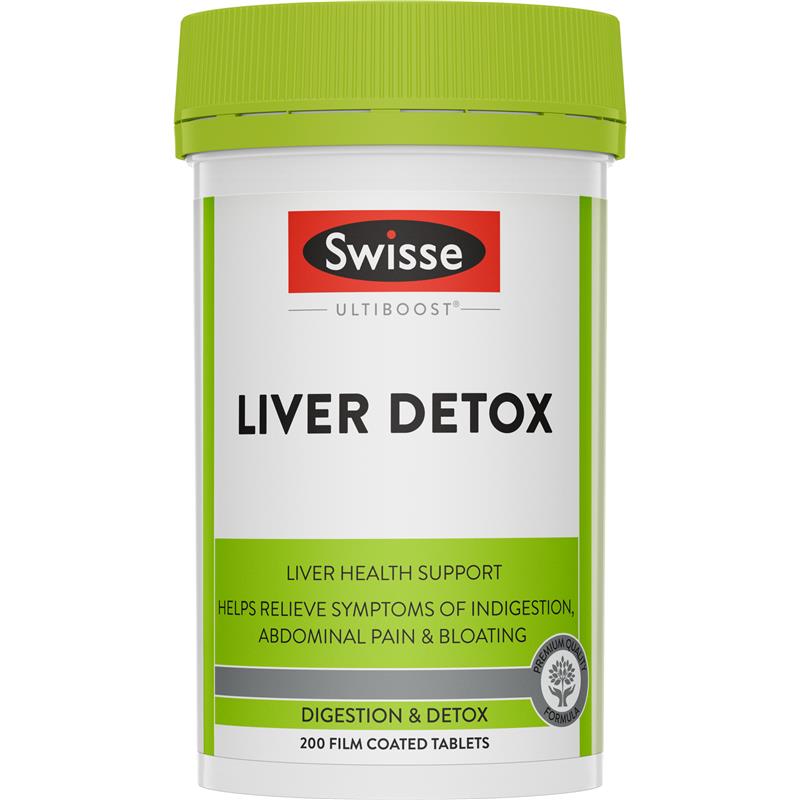 Swisse
ULTIBOOST®
LIVER DETOX
LIVER HEALTH SUPPORT
HELPS RELIEVE SYMPTOMS OF INDIGESTION,
ABDOMINAL PAIN & BLOATING
PREMIUM QUALITY
FORMULA
DIGESTION & DETOX
200 FILM COATED TABLETS